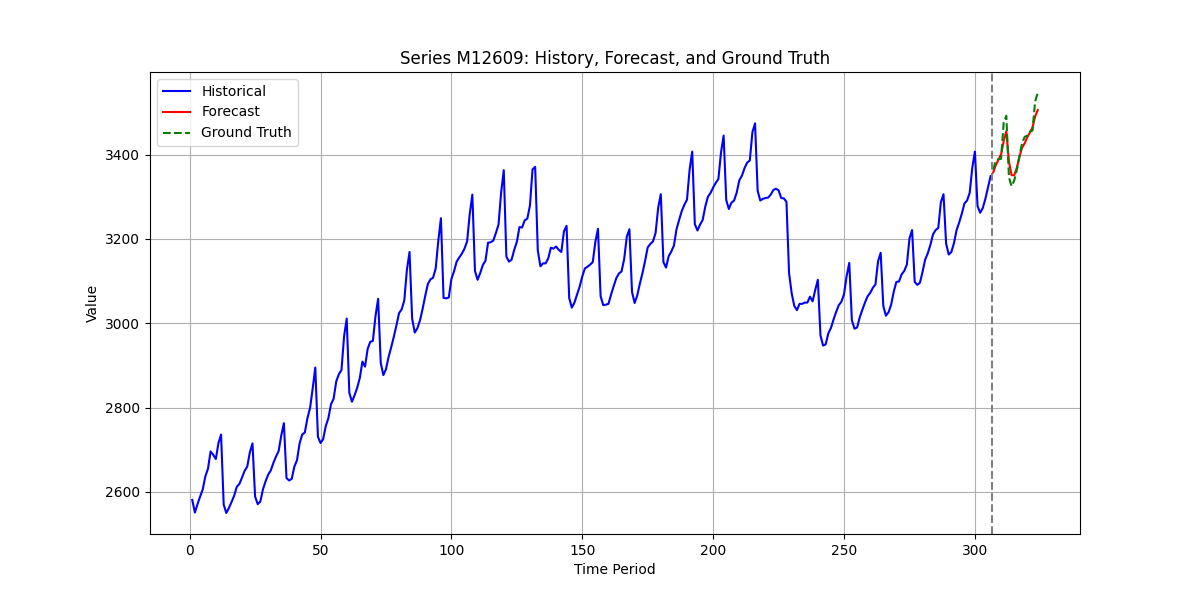 Series M12609: History, Forecast, and Ground Truth
Historical
Forecast
Ground Truth
Value
3400
3200
3000
2800
2600
0 50 100 150 200 250 300
Time Period